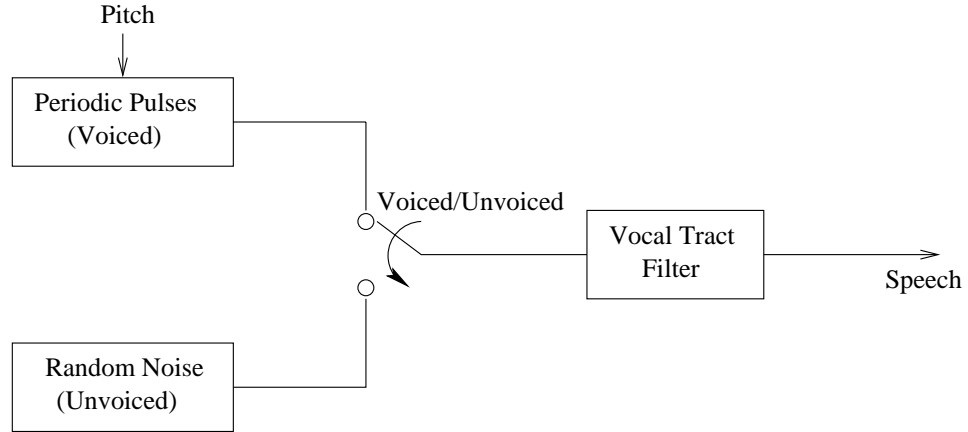 Pitch
Periodic Pulses
(Voiced)
Voiced/Unvoiced
Vocal Tract
Filter
Speech
Random Noise
(Unvoiced)